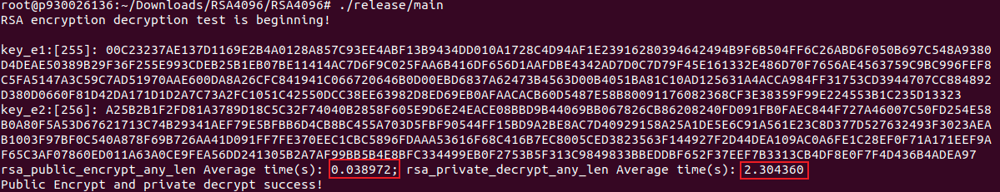 root@p930026136:~/Downloads/RSA4096/RSA4096# ./release/main
RSA encryption decryption test is beginning!
key_e1:[255]: 00C23237AE137D1169E2B4A0128A857C93EE4ABF13B9434DD010A1728C4D94AF1E23916280394642494B9F6B504FF6C26ABD6F050B697C548A9380
D4DEAE50389B29F36F255E993CDEB25B1EB07BE11414AC7D6F9C025FAA6B416DF656D1AAFDBE4342AD7D0C7D79F45E161332E486D70F7656AE4563759C9BC996FEF8
C5FA5147A3C59C7AD51970AAE600DA8A26CFC841941C066720646B0D00EBD6837A62473B4563D00B4051BA81C10AD125631A4ACCA984FF31753CD3944707CC884892
D380D0660F81D42DA171D1D2A7C73A2FC1051C42550DCC38EE63982D8ED69EB0AFAACACB60D5487E58B80091176082368CF3E38359F99E224553B1C235D13323
key_e2:[256]: A25B2B1F2FD81A3789D18C5C32F74040B2858F605E9D6E24EACE08BBD9B44069BB067826CB86208240FD091FB0FAEC844F727A46007C50FD254E58
B0A80F5A53D67621713C74B29341AEF79E5BFBB6D4CB8BC455A703D5FBF90544FF15BD9A2BE8AC7D40929158A25A1DE5E6C91A561E23C8D377D527632493F3023AEA
B1003F97BF0C540A878F69B726AA41D091FF7FE370EEC1CBC5896FDAAA53616F68C416B7EC8005CED3823563F144927F2D44DEA109AC0A6FE1C28EF0F71A171EEF9A
F65C3AF07860ED011A63A0CE9FEA56DD241305B2A7AF99BB5B4E8BFC334499EB0F2753B5F313C9849833BBEDDBF652F37EEF7B3313CB4DF8E0F7F4D436B4ADEA97
rsa_public_encrypt_any_len Average time(s): 0.038972; rsa_private_decrypt_any_len Average time(s): 2.304360
Public Encrypt and private decrypt success!